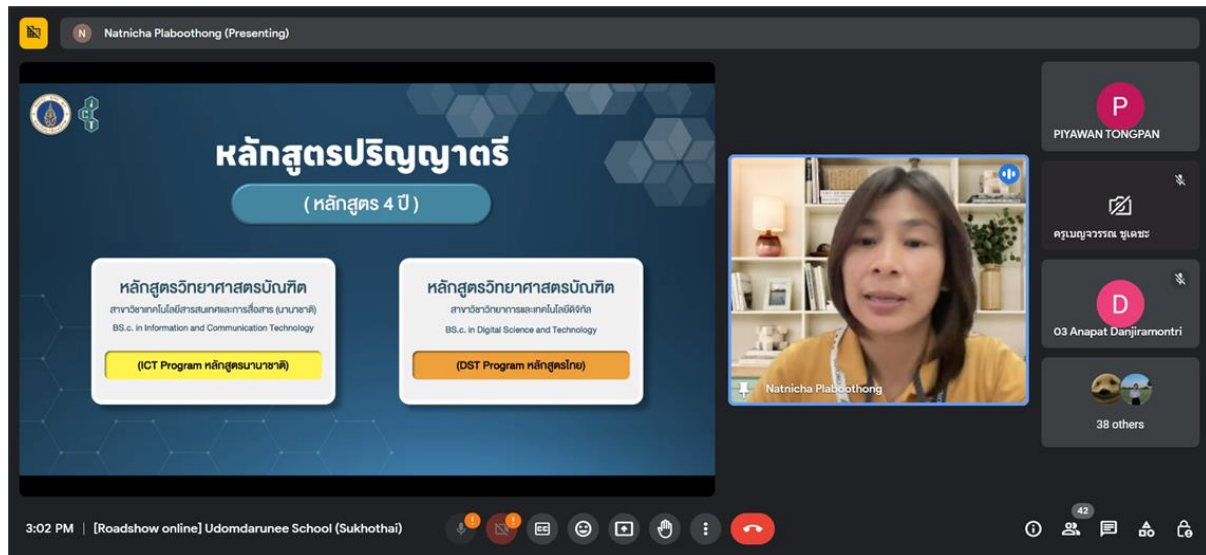 N Natnicha Plaboothong (Presenting)
ICT
หลักสูตรปริญญาตรี
( หลักสูตร 4 ปี )
หลักสูตรวิทยาศาสตรบัณฑิต
สาขาวิชาเทคโนโลยีสารสนเทศและการสื่อสาร (นานาชาติ)
BS.c. in Information and Communication Technology
(ICT Program หลักสูตรนานาชาติ)
หลักสูตรวิทยาศาสตรบัณฑิต
สาขาวิชาวิทยาการและเทคโนโลยีดิจิทัล
BS.c. in Digital Science and Technology
(DST Program หลักสูตรไทย)
Natnicha Plaboothong
P
PIYAWAN TONGPAN
ครูเบญจวรรณ ชูเดชะ
D
03 Anapat Danjiramontri
38 others
3:02 PM | [Roadshow online] Udomdarunee School (Sukhothai)
CC
42